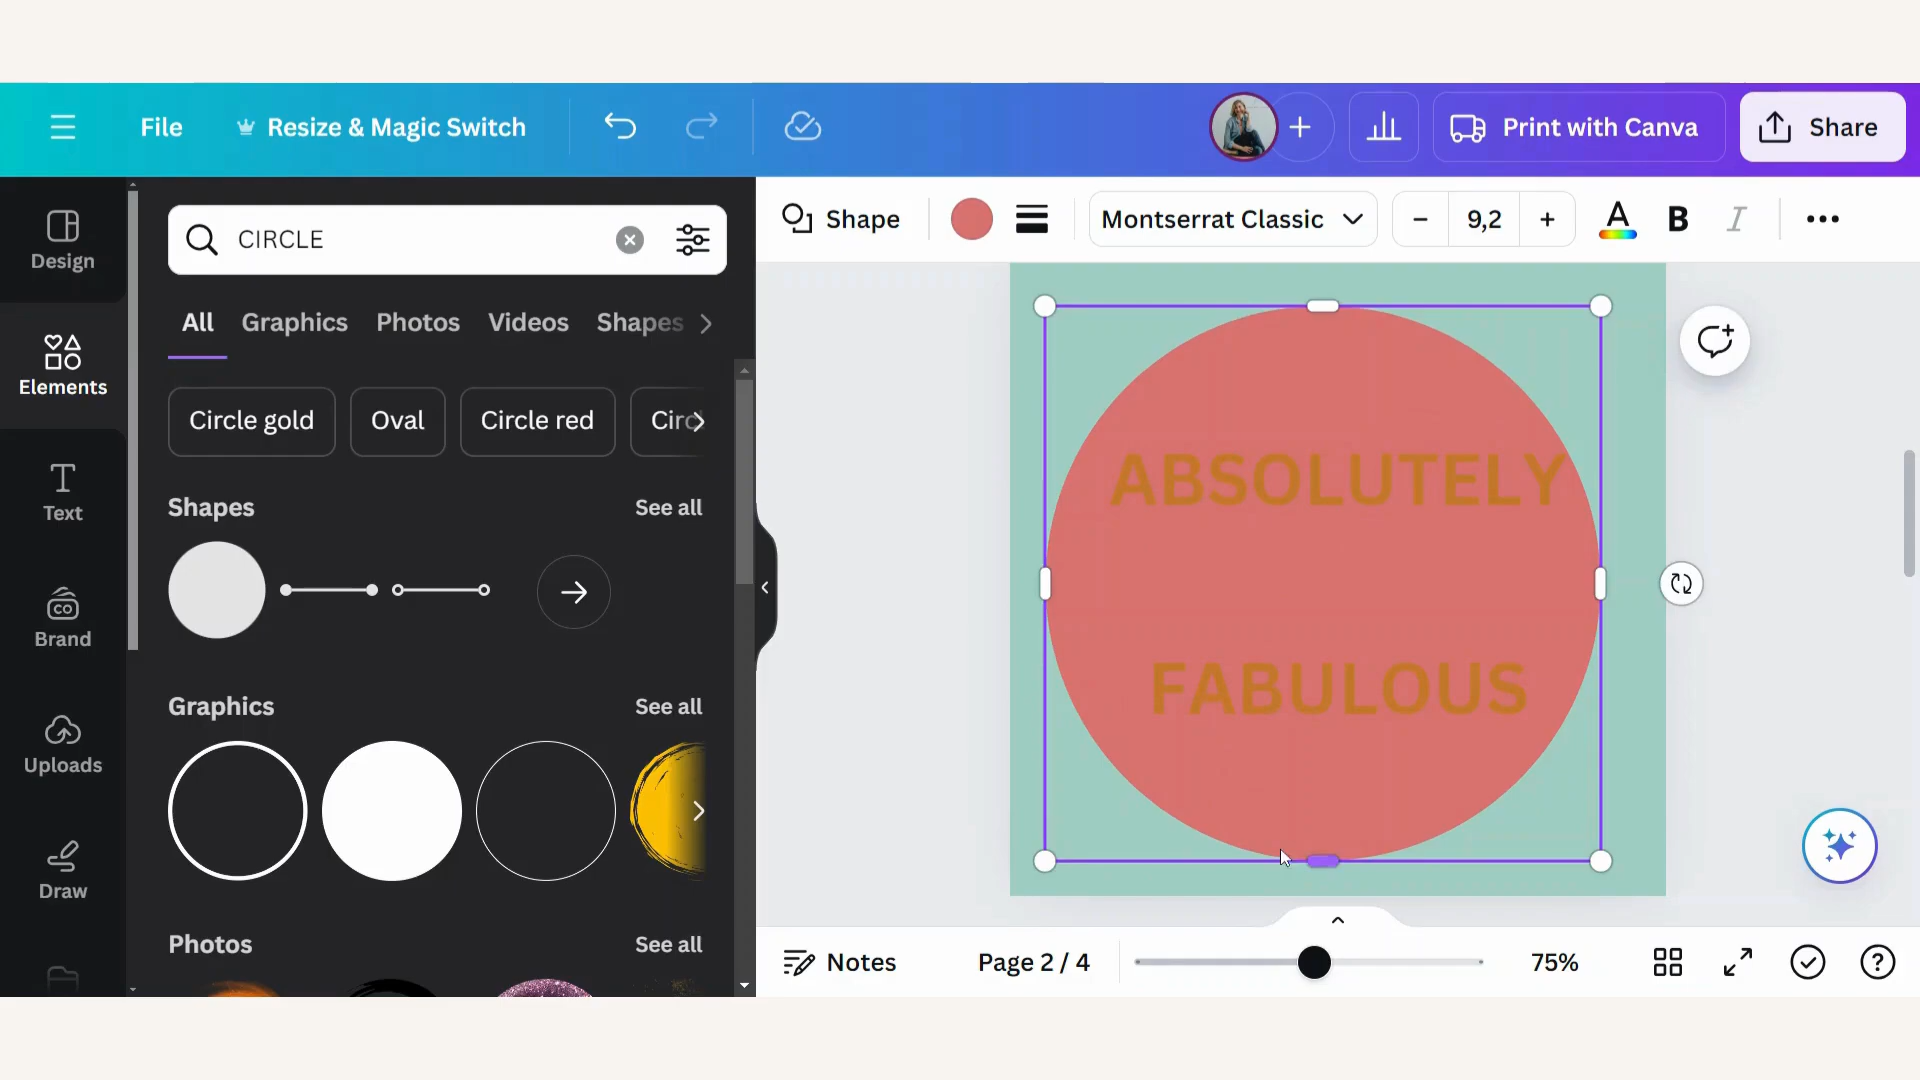 File
Resize & Magic Switch
Print with Canva
Share
Design
Elements
Text
Brand
CO
Uploads
Draw
CIRCLE
All
Graphics
Photos
Videos
Shapes
Circle gold
Oval
Circle red
Circ
Shapes
See all
Graphics
See all
Photos
See all
Shape
Montserrat Classic
− 9,2 +
A
B
I
ABSOLUTELY
FABULOUS
Notes
Page 2 / 4
75%
?